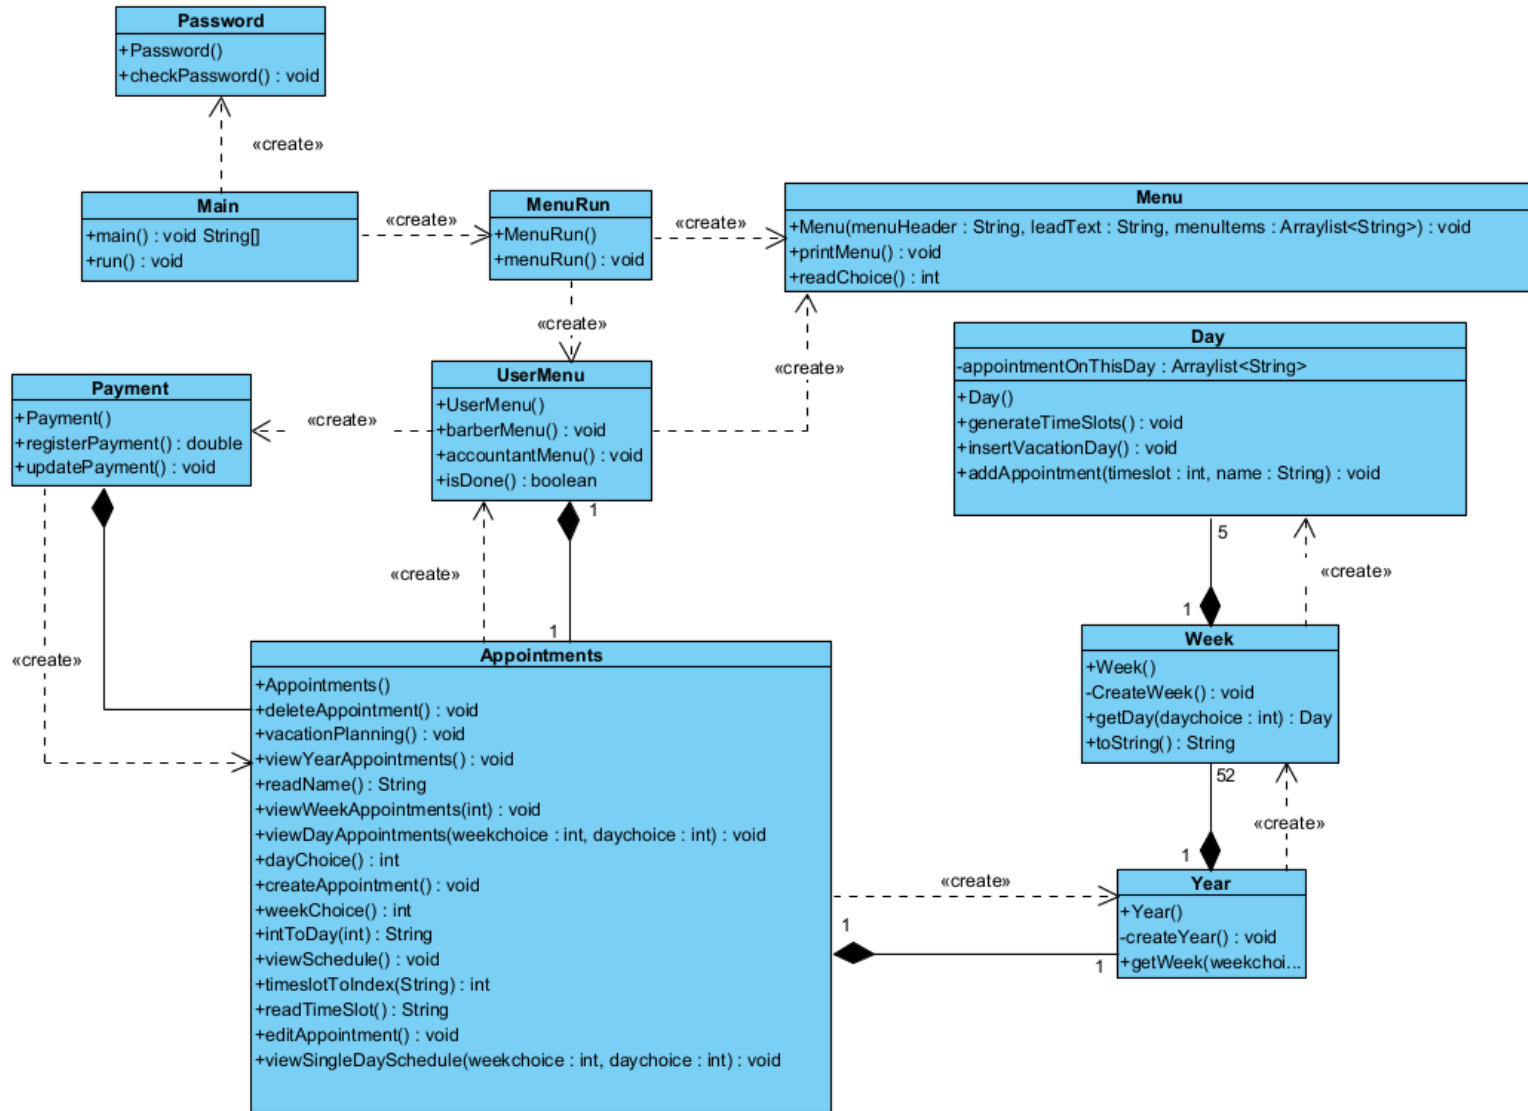 Password
+Password()
+checkPassword() : void
«create»
Main
+main() : void String[]
+run() : void
«create»
MenuRun
+MenuRun()
+menuRun() : void
«create»
Menu
+Menu(menuHeader : String, leadText : String, menuItems : Arraylist<String>) : void
+printMenu() : void
+readChoice() : int
«create»
«create»
Payment
+Payment()
+registerPayment() : double
+updatePayment() : void
«create»
UserMenu
+UserMenu()
+barberMenu() : void
+accountantMenu() : void
+isDone() : boolean
Day
-appointmentOnThisDay : Arraylist<String>
+Day()
+generateTimeSlots() : void
+insertVacationDay() : void
+addAppointment(timeslot : int, name : String) : void
1
5
«create»
«create»
1
1
«create»
Week
+Week()
-CreateWeek() : void
+getDay(daychoice : int) : Day
+toString() : String
Appointments
+Appointments()
+deleteAppointment() : void
+vacationPlanning() : void
+viewYearAppointments() : void
+readName() : String
+viewWeekAppointments(int) : void
+viewDayAppointments(weekchoice : int, daychoice : int) : void
+dayChoice() : int
+createAppointment() : void
+weekChoice() : int
+intToDay(int) : String
+viewSchedule() : void
+timeslotToIndex(String) : int
+readTimeSlot() : String
+editAppointment() : void
+viewSingleDaySchedule(weekchoice : int, daychoice : int) : void
52
«create»
1
«create»
Year
+Year()
-createYear() : void
+getWeek(weekchoi...
1
1